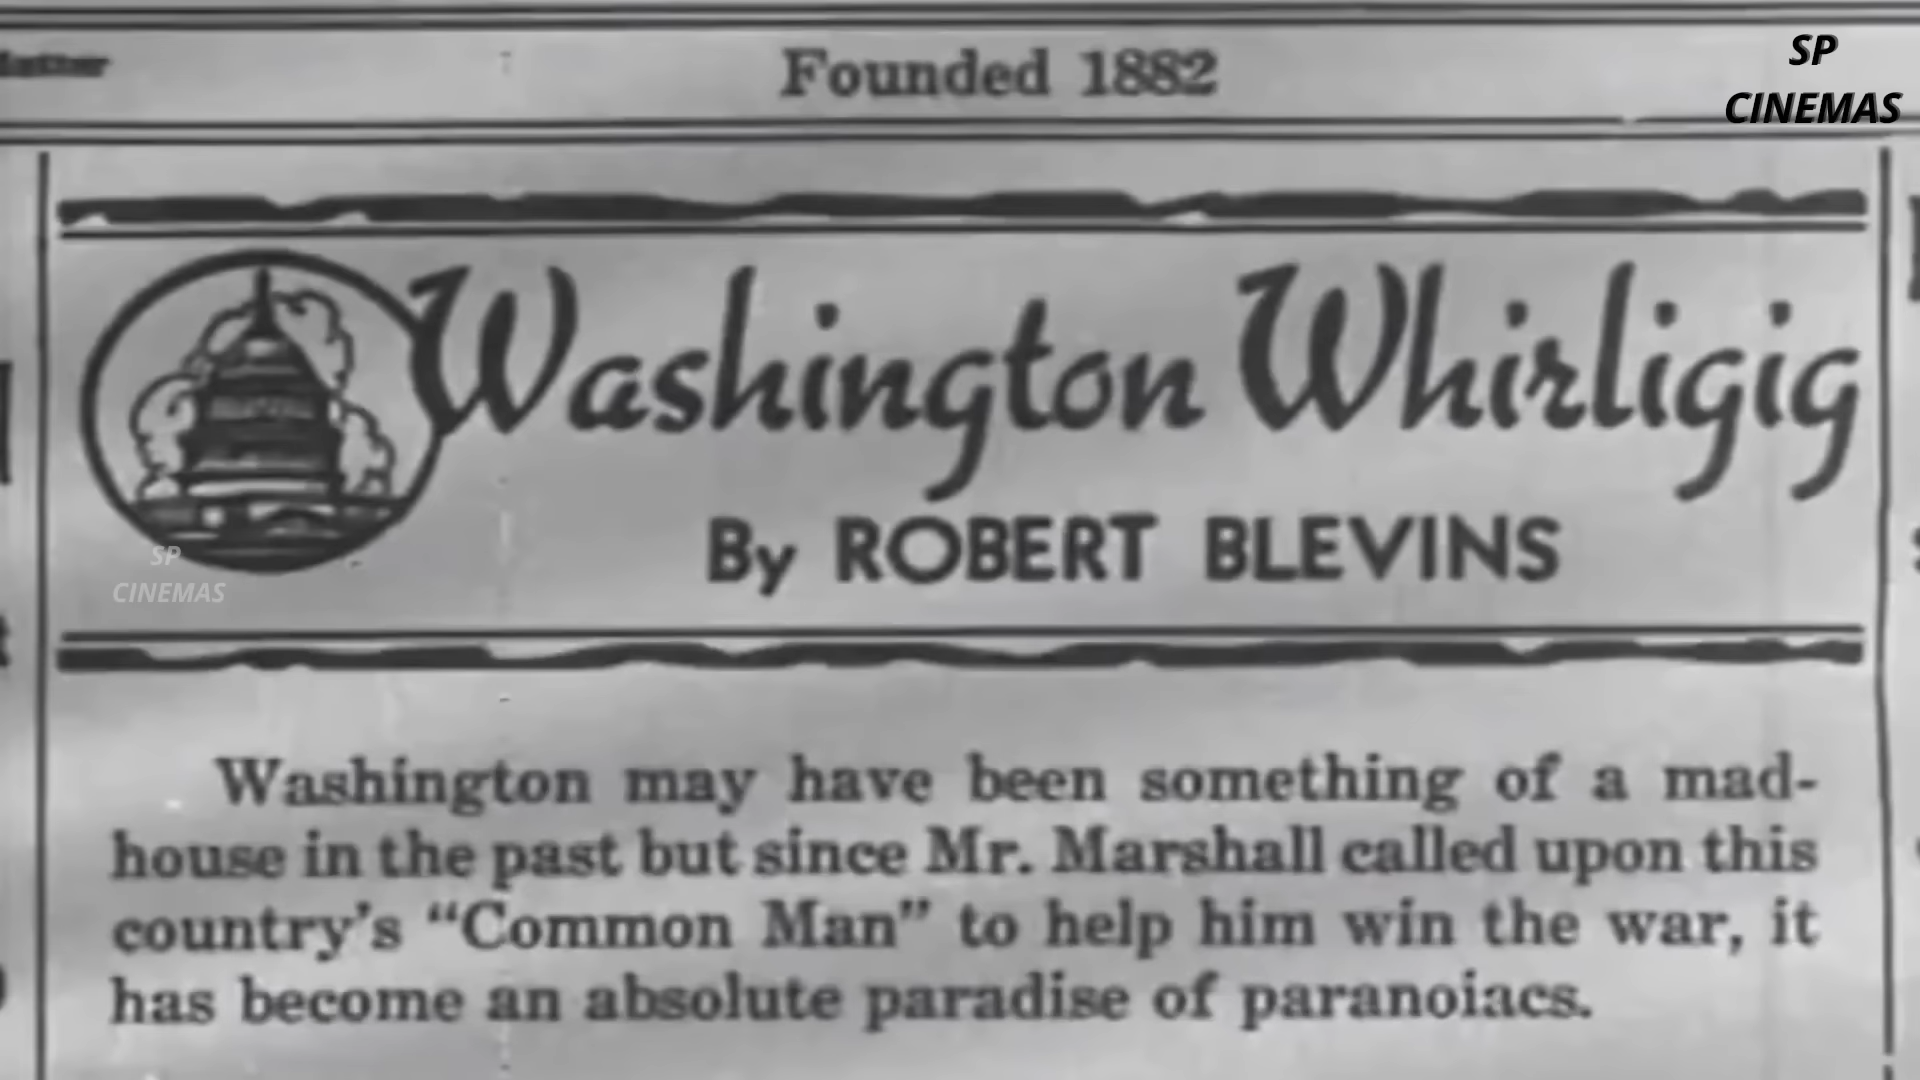 Founded 1882
SP
CINEMAS
Washington Whirligig
By ROBERT BLEVINS
SP
CINEMAS
Washington may have been something of a mad-
house in the past but since Mr. Marshall called upon this
country's "Common Man" to help him win the war, it
has become an absolute paradise of paranoiacs.